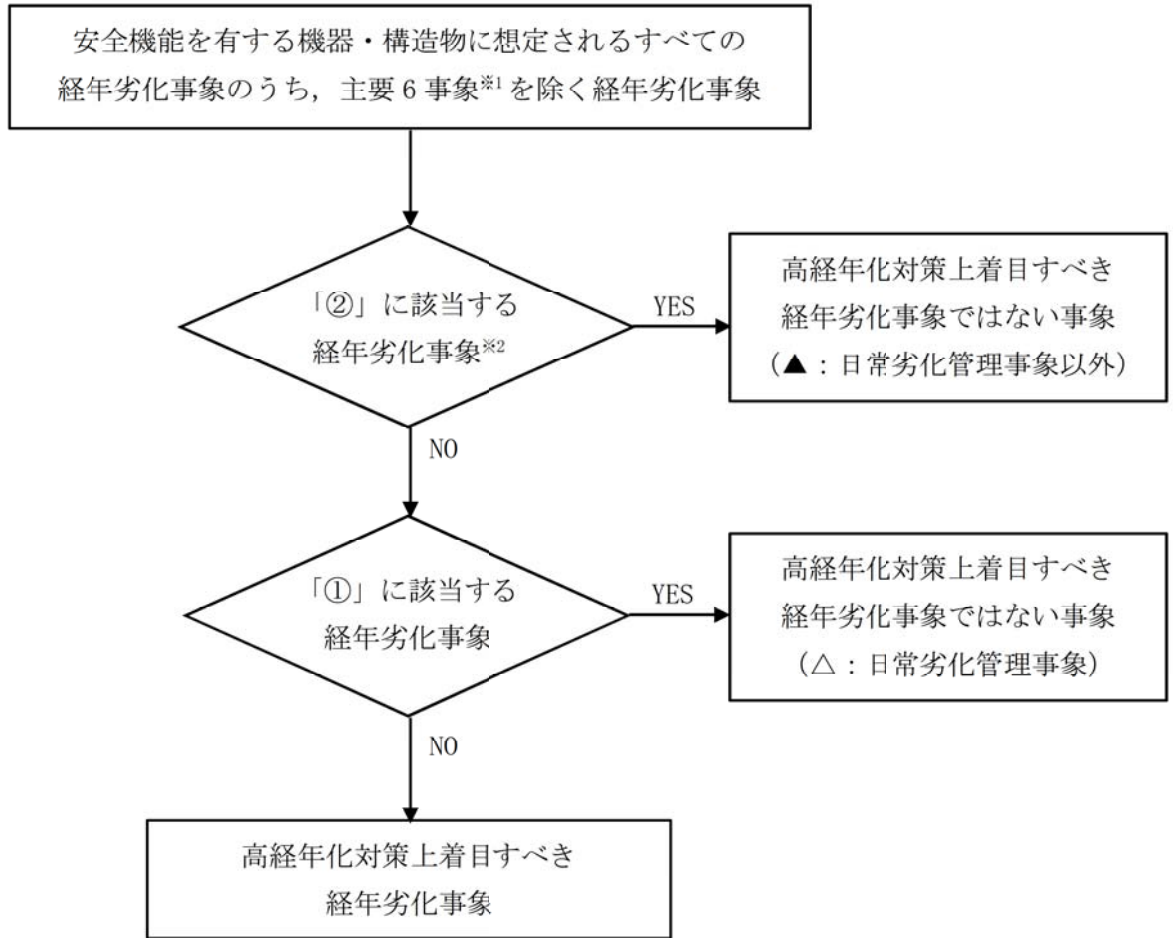 安全機能を有する機器・構造物に想定されるすべての
経年劣化事象のうち，主要6事象※1を除く経年劣化事象
「②」に該当する
経年劣化事象※2
YES
高経年化対策上着目すべき
経年劣化事象ではない事象
（▲：日常劣化管理事象以外）
NO
「①」に該当する
経年劣化事象
YES
高経年化対策上着目すべき
経年劣化事象ではない事象
（△：日常劣化管理事象）
NO
高経年化対策上着目すべき
経年劣化事象